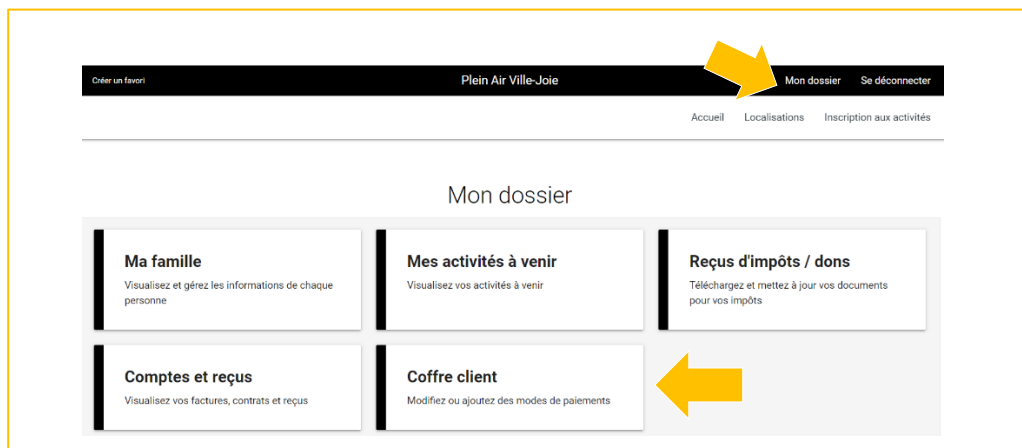 Créer un favori
Plein Air Ville-Joie
Mon dossier
Se déconnecter
Accueil
Localisations
Inscription aux activités
Mon dossier
Ma famille
Visualisez et gérez les informations de chaque
personne
Mes activités à venir
Visualisez vos activités à venir
Reçus d'impôts / dons
Téléchargez et mettez à jour vos documents
pour vos impôts
Comptes et reçus
Visualisez vos factures, contrats et reçus
Coffre client
Modifiez ou ajoutez des modes de paiements